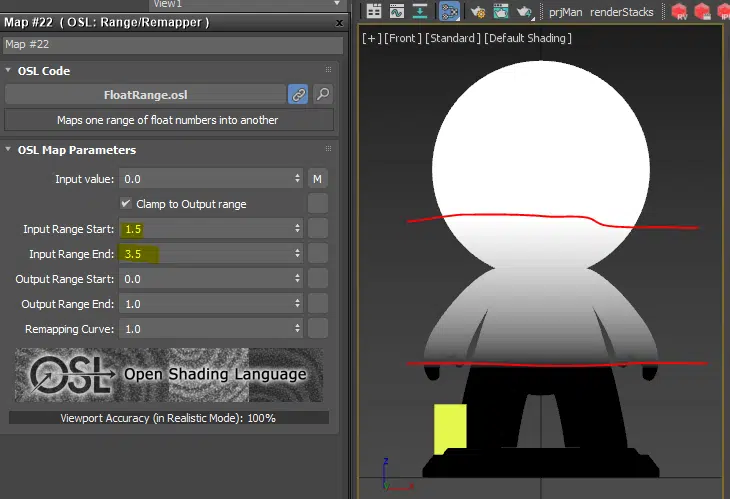 View1
Map #22 ( OSL: Range/Remapper )
x
Map #22
OSL Code
FloatRange.osl
Maps one range of float numbers into another
OSL Map Parameters
Input value: 0.0 M
Clamp to Output range
Input Range Start: 1.5
Input Range End: 3.5
Output Range Start: 0.0
Output Range End: 1.0
Remapping Curve: 1.0
OSL Open Shading Language
Viewport Accuracy (in Realistic Mode): 100%
prjMan renderStacks
[+] [Front] [Standard] [Default Shading]
z
x